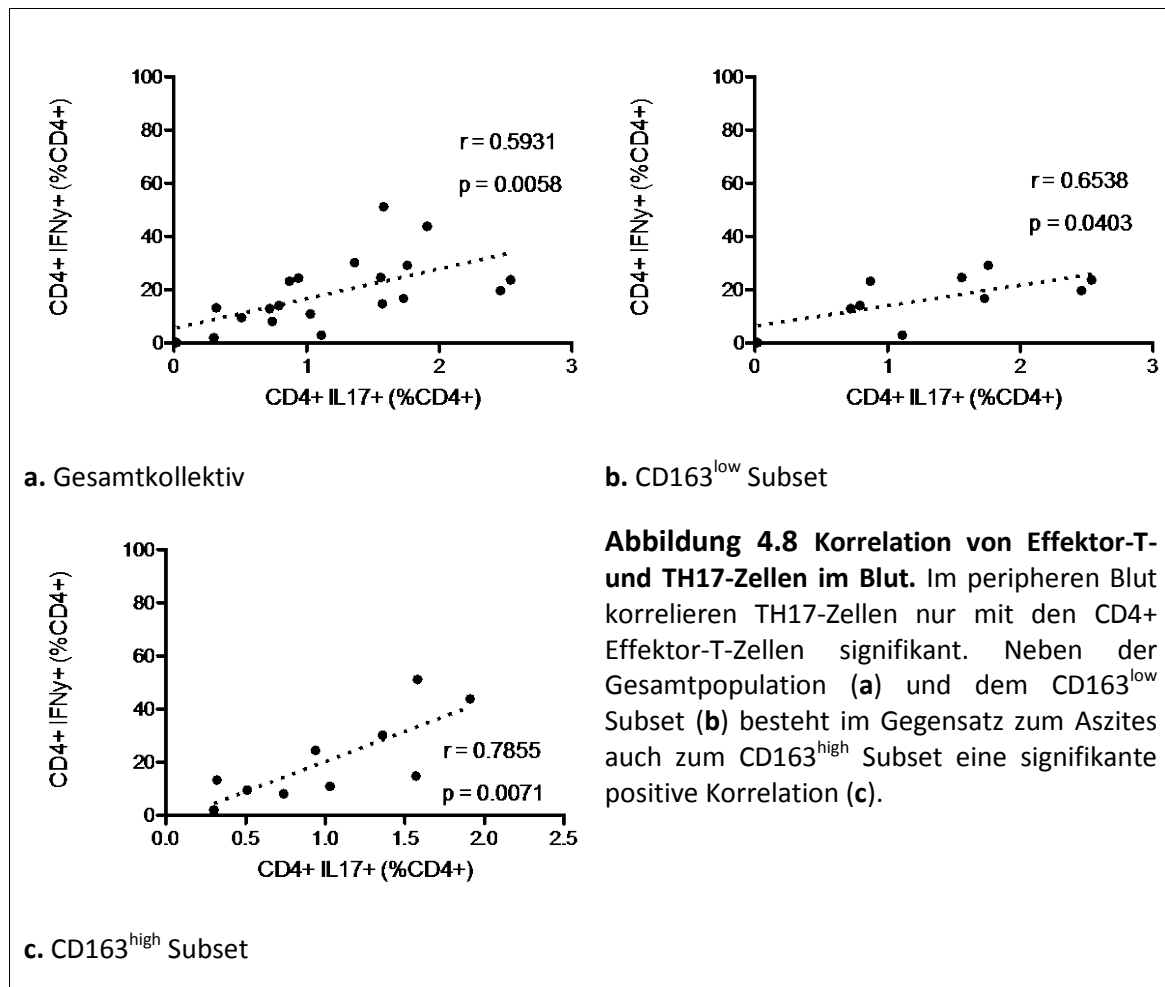 CD4+ IFNy+ (%CD4+)
100
80
60
40
20
0
r = 0.5931
p = 0.0058
0 1 2 3
CD4+ IL17+ (%CD4+)
a. Gesamtkollektiv
CD4+ IFNy+ (%CD4+)
100
80
60
40
20
0
r = 0.6538
p = 0.0403
0 1 2 3
CD4+ IL17+ (%CD4+)
b. CD163low Subset
CD4+ IFNy+ (%CD4+)
100
80
60
40
20
0
r = 0.7855
p = 0.0071
0.0 0.5 1.0 1.5 2.0 2.5
CD4+ IL17+ (%CD4+)
c. CD163high Subset
Abbildung 4.8 Korrelation von Effektor-T-
und TH17-Zellen im Blut. Im peripheren Blut
korrelieren TH17-Zellen nur mit den CD4+
Effektor-T-Zellen signifikant. Neben der
Gesamtpopulation (a) und dem CD163low
Subset (b) besteht im Gegensatz zum Aszites
auch zum CD163high Subset eine signifikante
positive Korrelation (c).